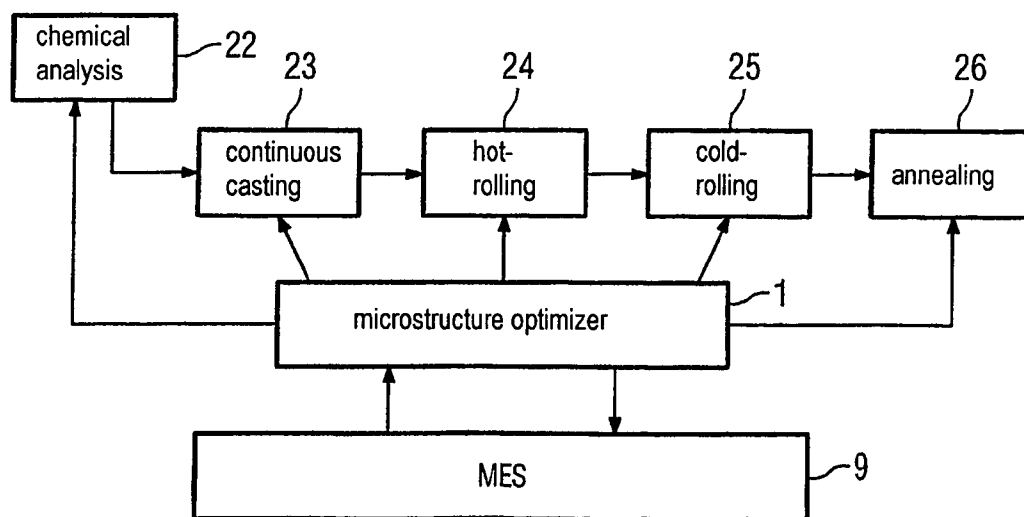 chemical
analysis
22
23
24
25
26
continuous
casting
hot-
rolling
cold-
rolling
annealing
microstructure optimizer
1
MES
9